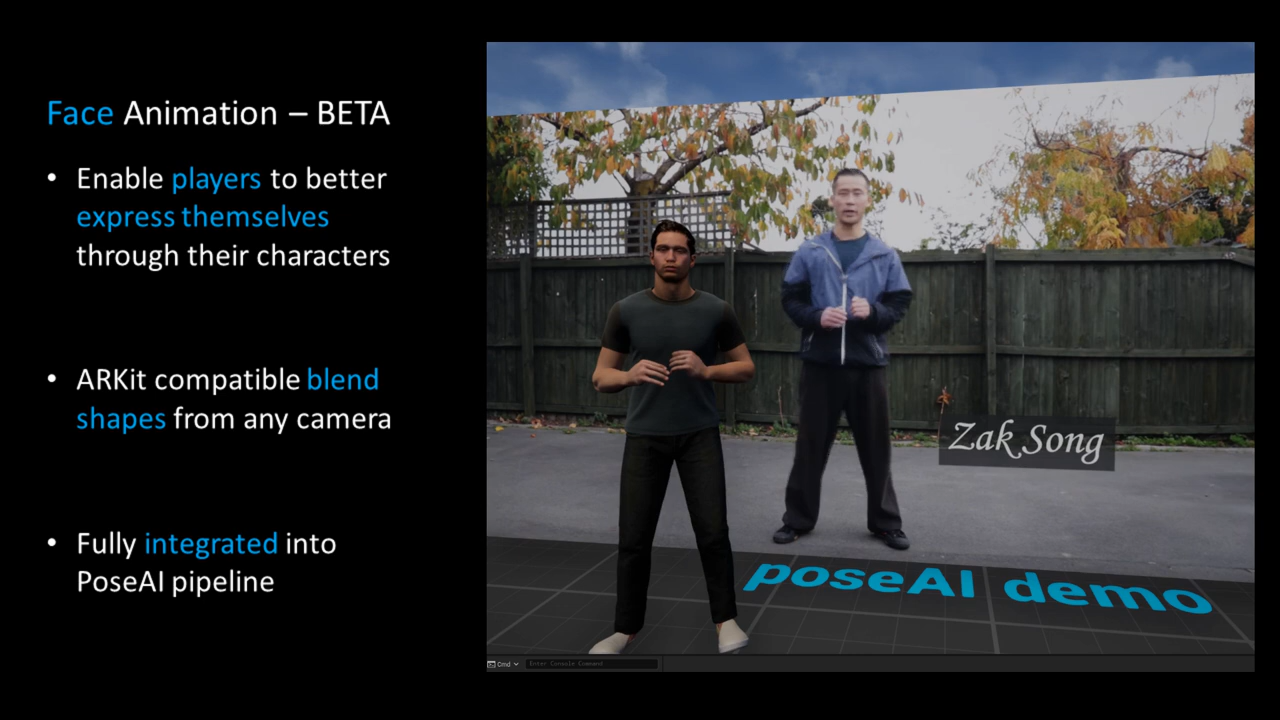 Face Animation – BETA
• Enable players to better
express themselves
through their characters
• ARKit compatible blend
shapes from any camera
• Fully integrated into
PoseAI pipeline
Zak Song
poseAI demo
Cmd
Enter Console Command